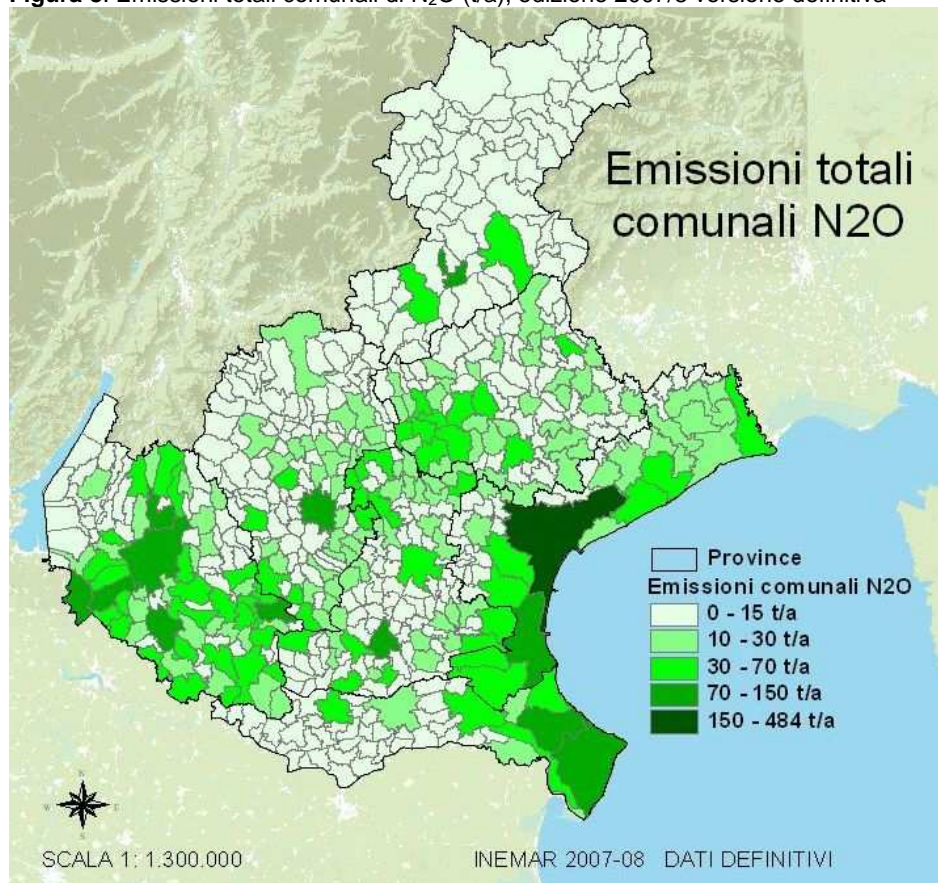 Figura 8. Emissioni totali comunali di N2O (t/a), edizione 2007/8 versione definitiva
Emissioni totali
comunali N2O
Province
Emissioni comunali N2O
0 - 15 t/a
10 - 30 t/a
30 - 70 t/a
70 - 150 t/a
150 - 484 t/a
N
W
E
S
SCALA 1: 1.300.000
INEMAR 2007-08 DATI DEFINITIVI